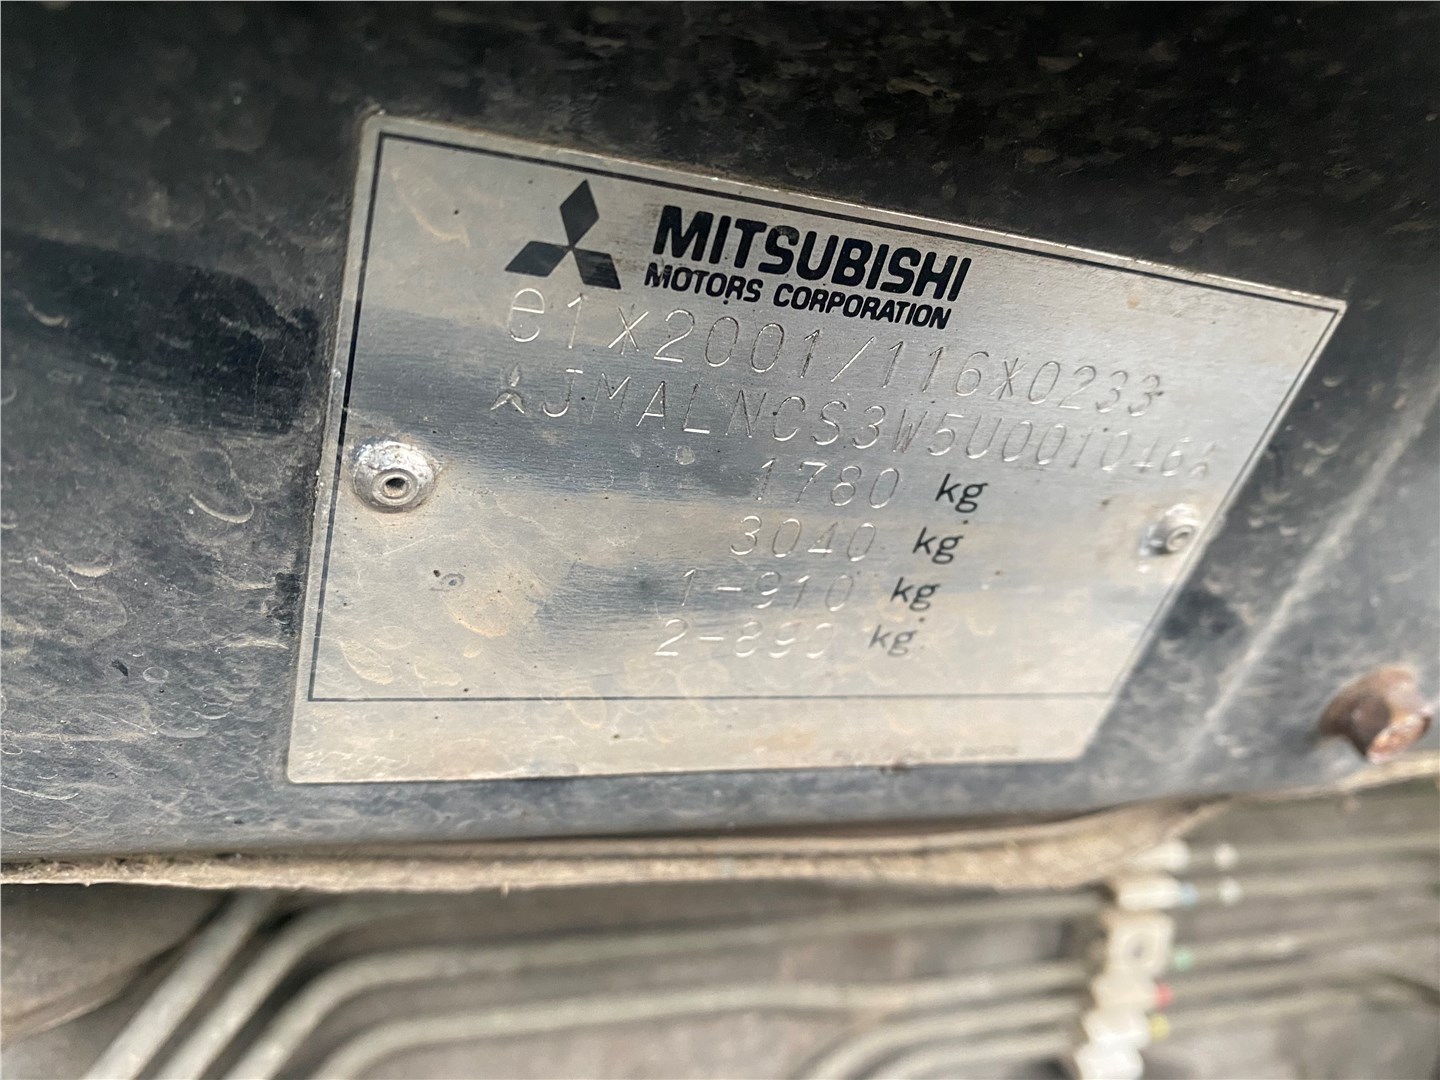 MITSUBISHI
MOTORS CORPORATION
e1*2001/116*0233
JMALNCS3W5U001046
1780 kg
3040 kg
1-910 kg
2-890 kg